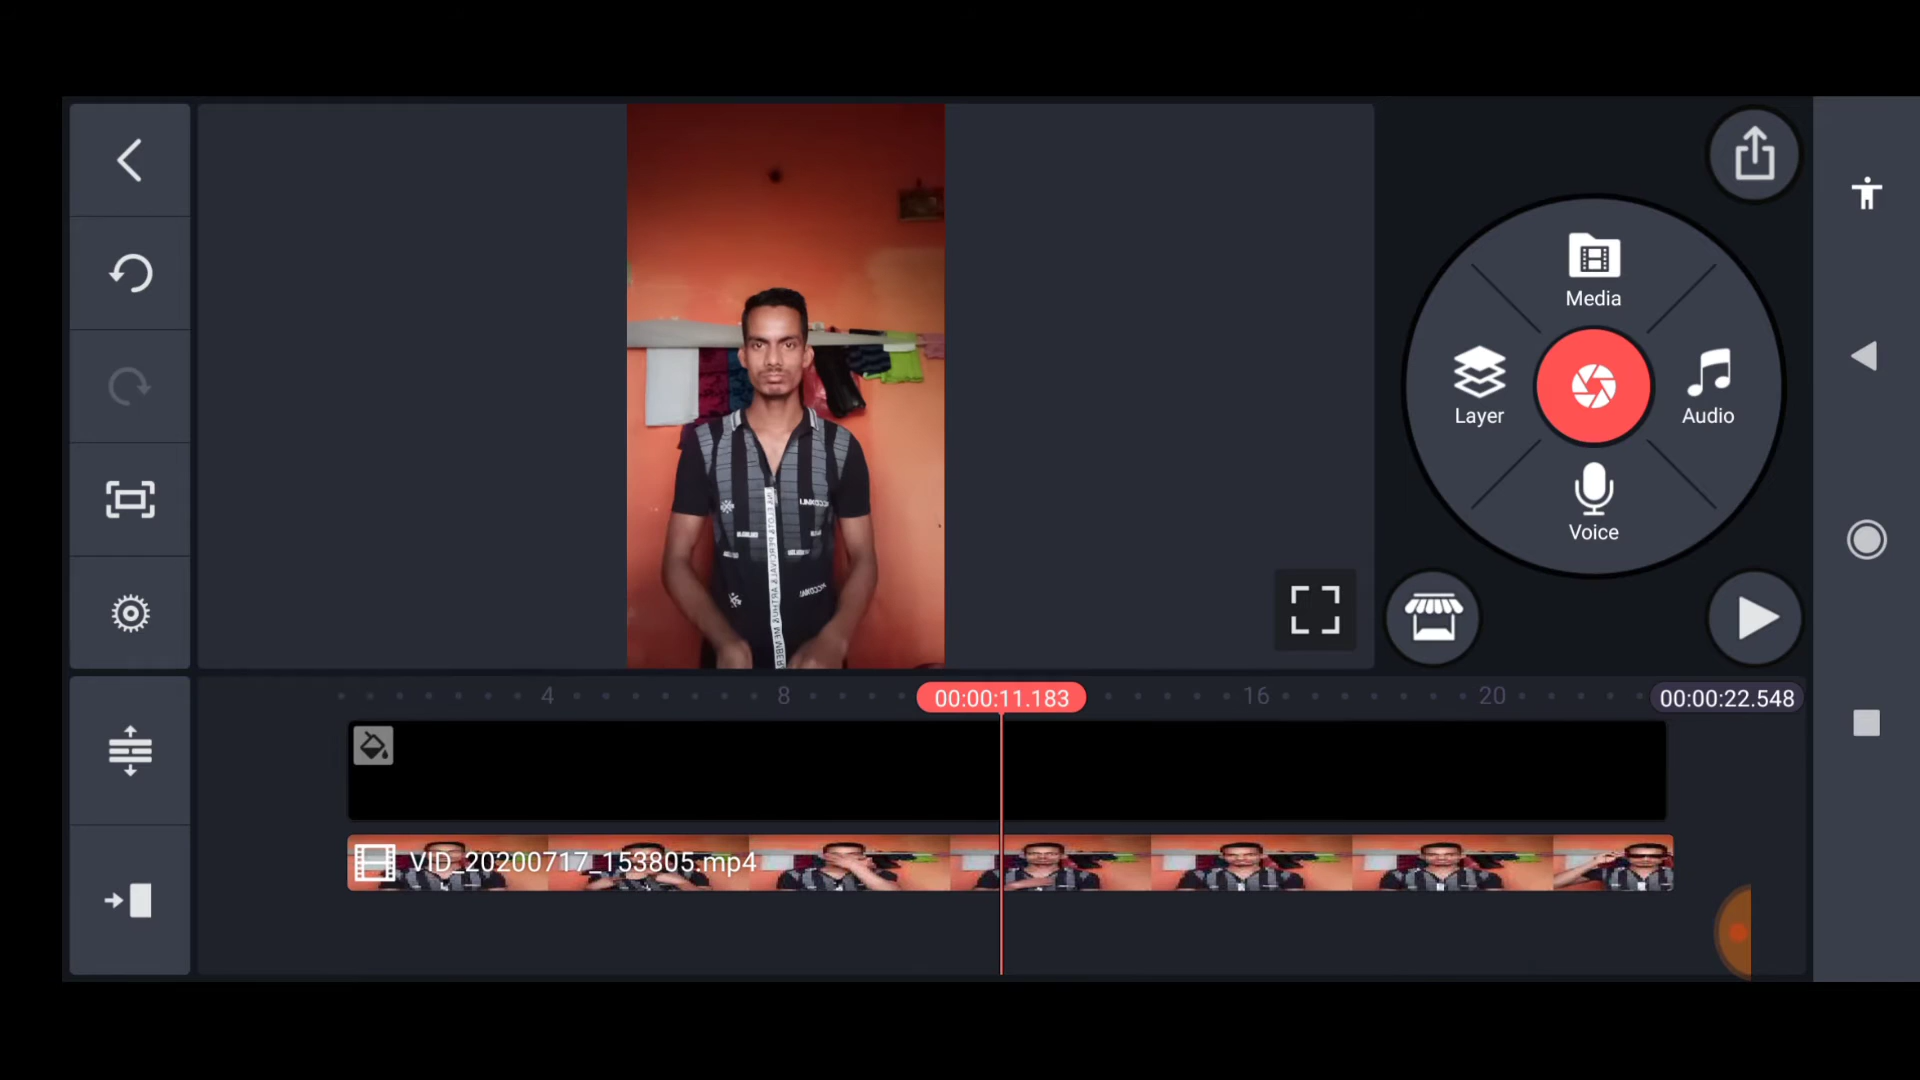 Media
Layer
Audio
Voice
4
8
00:00:11.183
16
20
00:00:22.548
VID_20200717_153805.mp4